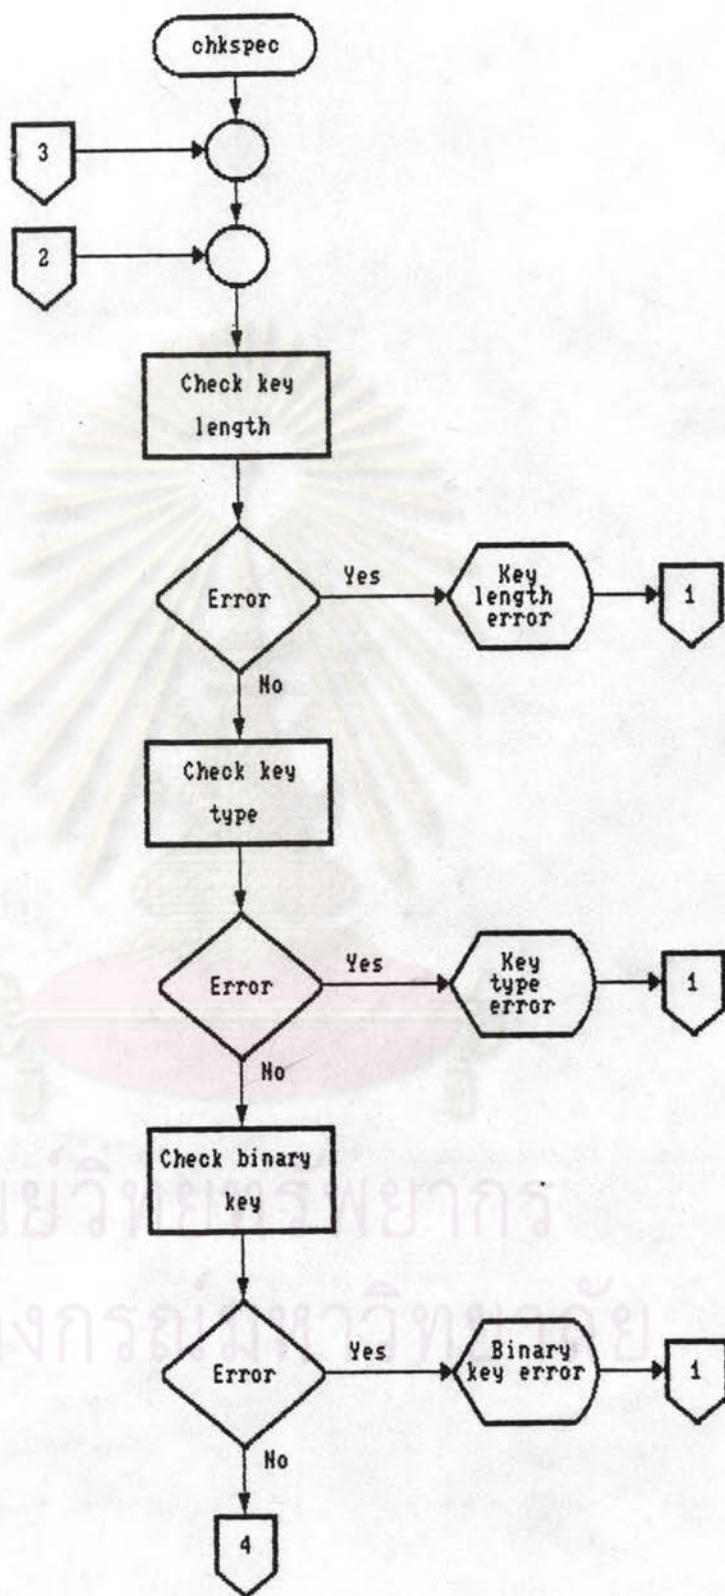 chkspec
3
2
Check key
length
Error
Yes
Key
length
error
1
No
Check key
type
Error
Yes
Key
type
error
1
No
Check binary
key
Error
Yes
Binary
key error
1
No
4